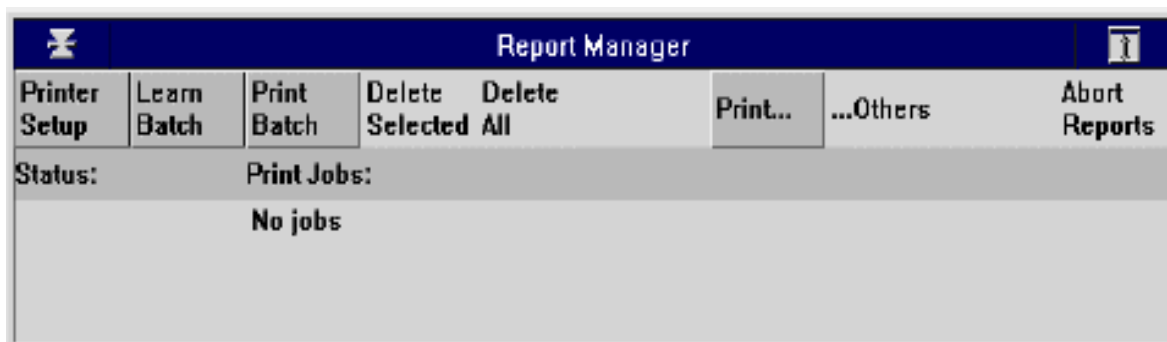 Report Manager
Printer Setup
Learn Batch
Print Batch
Delete Selected
Delete All
Print...
...Others
Abort Reports
Status: Print Jobs:
No jobs